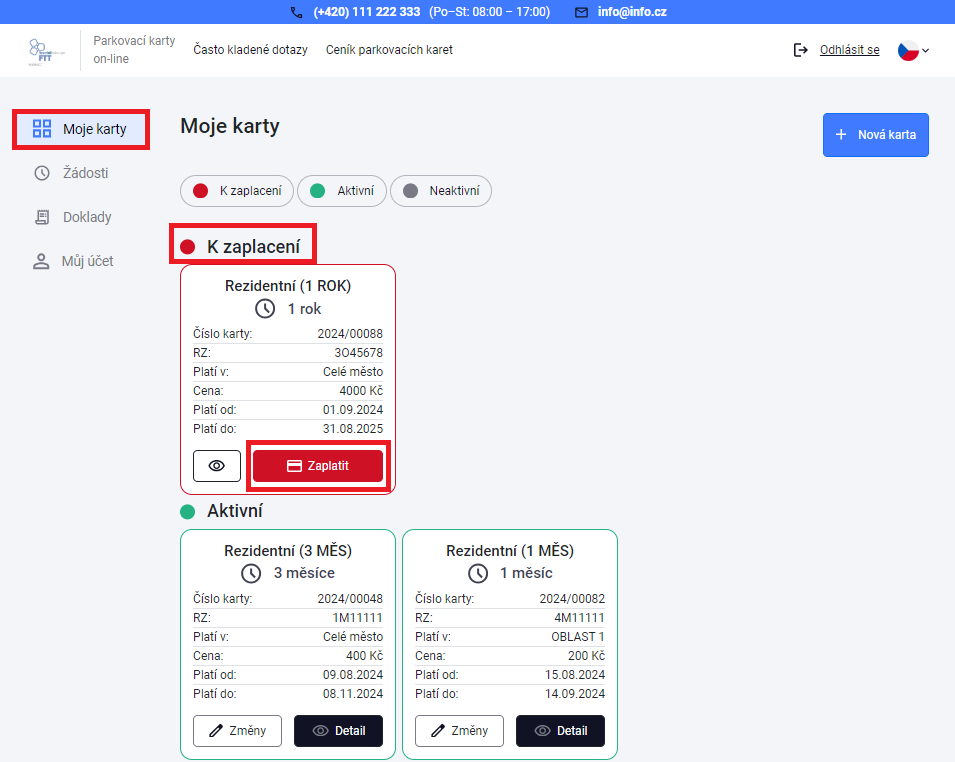 (+420) 111 222 333 (Po–St: 08:00 – 17:00) info@info.cz
FTT
Parkovací karty
on-line
Často kladené dotazy Ceník parkovacích karet
Odhlásit se
Moje karty
Žádosti
Doklady
Můj účet
Moje karty
Nová karta
K zaplacení Aktivní Neaktivní
K zaplacení
Rezidentní (1 ROK)
1 rok
Číslo karty: 2024/00088
RZ: 3O45678
Platí v: Celé město
Cena: 4000 Kč
Platí od: 01.09.2024
Platí do: 31.08.2025
Zaplatit
Aktivní
Rezidentní (3 MĚS)
3 měsíce
Číslo karty: 2024/00048
RZ: 1M11111
Platí v: Celé město
Cena: 400 Kč
Platí od: 09.08.2024
Platí do: 08.11.2024
Změny Detail
Rezidentní (1 MĚS)
1 měsíc
Číslo karty: 2024/00082
RZ: 4M11111
Platí v: OBLAST 1
Cena: 200 Kč
Platí od: 15.08.2024
Platí do: 14.09.2024
Změny Detail